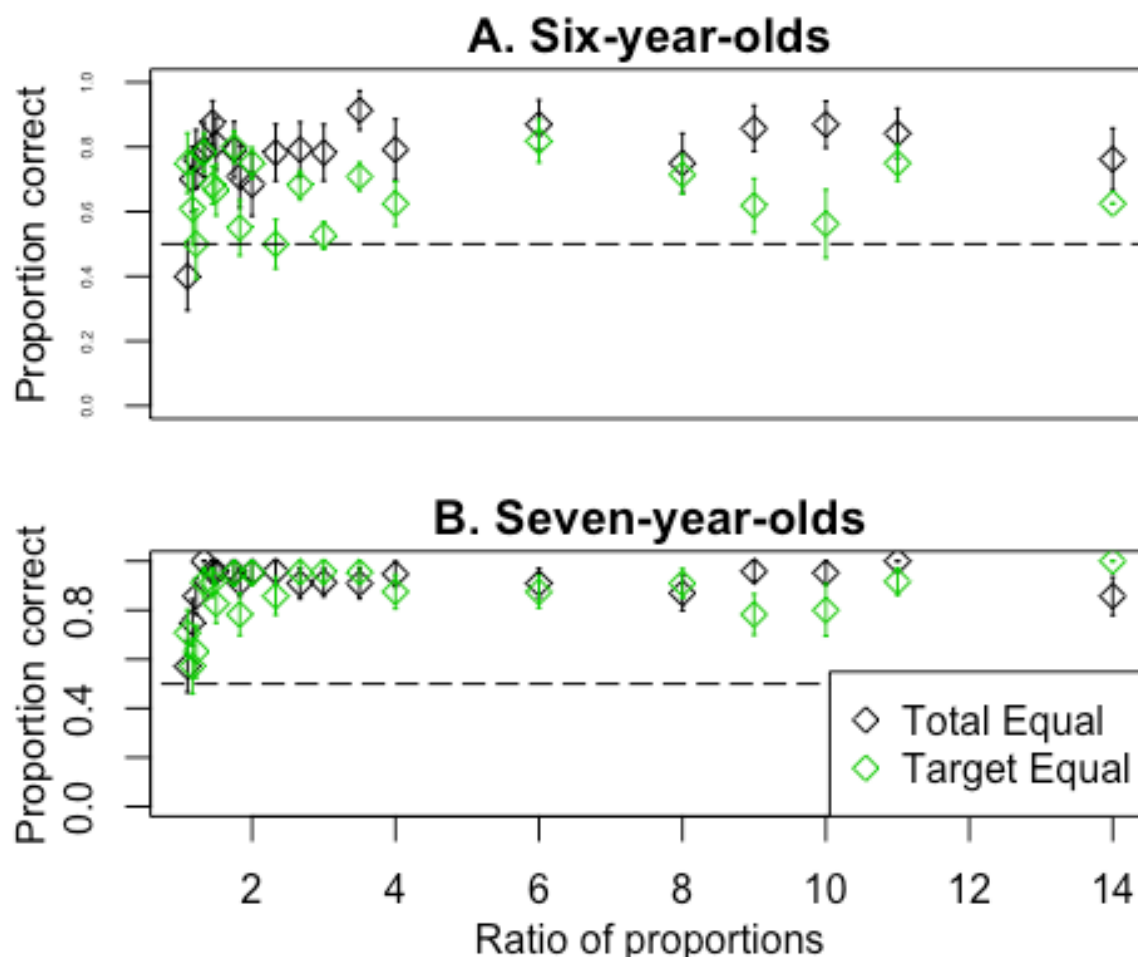 A. Six-year-olds
Proportion correct
1.0
0.8
0.6
0.4
0.2
0.0
B. Seven-year-olds
Proportion correct
0.8
0.4
0.0
Total Equal
Target Equal
2 4 6 8 10 12 14
Ratio of proportions